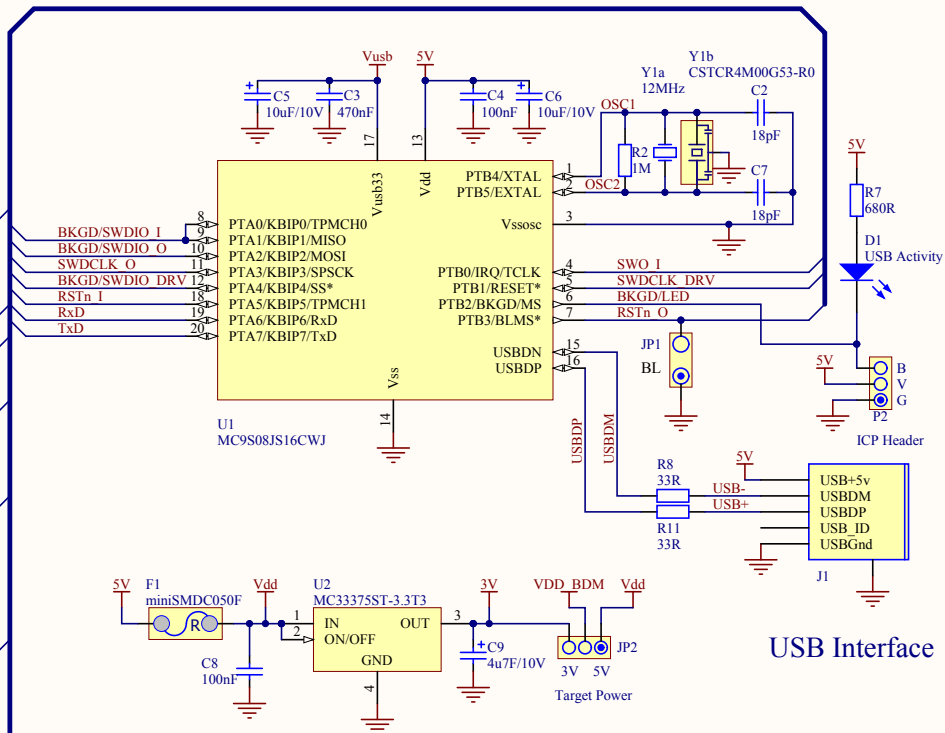 Vusb
5V
Y1a
12MHz
Y1b
CSTCR4M00G53-R0
C5
10uF/10V
C3
470nF
C4
100nF
C6
10uF/10V
OSC1
OSC2
R2
1M
C2
18pF
C7
18pF
17
13
Vusb33
Vdd
PTB4/XTAL
PTB5/EXTAL
Vssosc
1
2
3
5V
R7
680R
D1
USB Activity
8
9
10
11
12
18
19
20
BKGD/SWDIO_I
BKGD/SWDIO_O
SWDCLK_O
BKGD/SWDIO_DRV
RSTn_I
RxD
TxD
PTA0/KBIP0/TPMCH0
PTA1/KBIP1/MISO
PTA2/KBIP2/MOSI
PTA3/KBIP3/SPSCK
PTA4/KBIP4/SS*
PTA5/KBIP5/TPMCH1
PTA6/KBIP6/RxD
PTA7/KBIP7/TxD
PTB0/IRQ/TCLK
PTB1/RESET*
PTB2/BKGD/MS
PTB3/BLMS*
4
5
6
7
SWO_I
SWDCLK_DRV
BKGD/LED
RSTn_O
USBDN
USBDP
15
16
Vss
14
U1
MC9S08JS16CWJ
JP1
BL
5V
B
V
G
P2
ICP Header
USBDP
USBDM
R8
33R
R11
33R
USB-
USB+
5V
USB+5v
USBDM
USBDP
USB_ID
USBGnd
J1
5V
F1
miniSMDC050F
R
Vdd
C8
100nF
U2
MC33375ST-3.3T3
1
2
IN
ON/OFF
OUT
GND
3
4
3V
C9
4u7F/10V
VDD_BDM
Vdd
JP2
3V
5V
Target Power
USB Interface